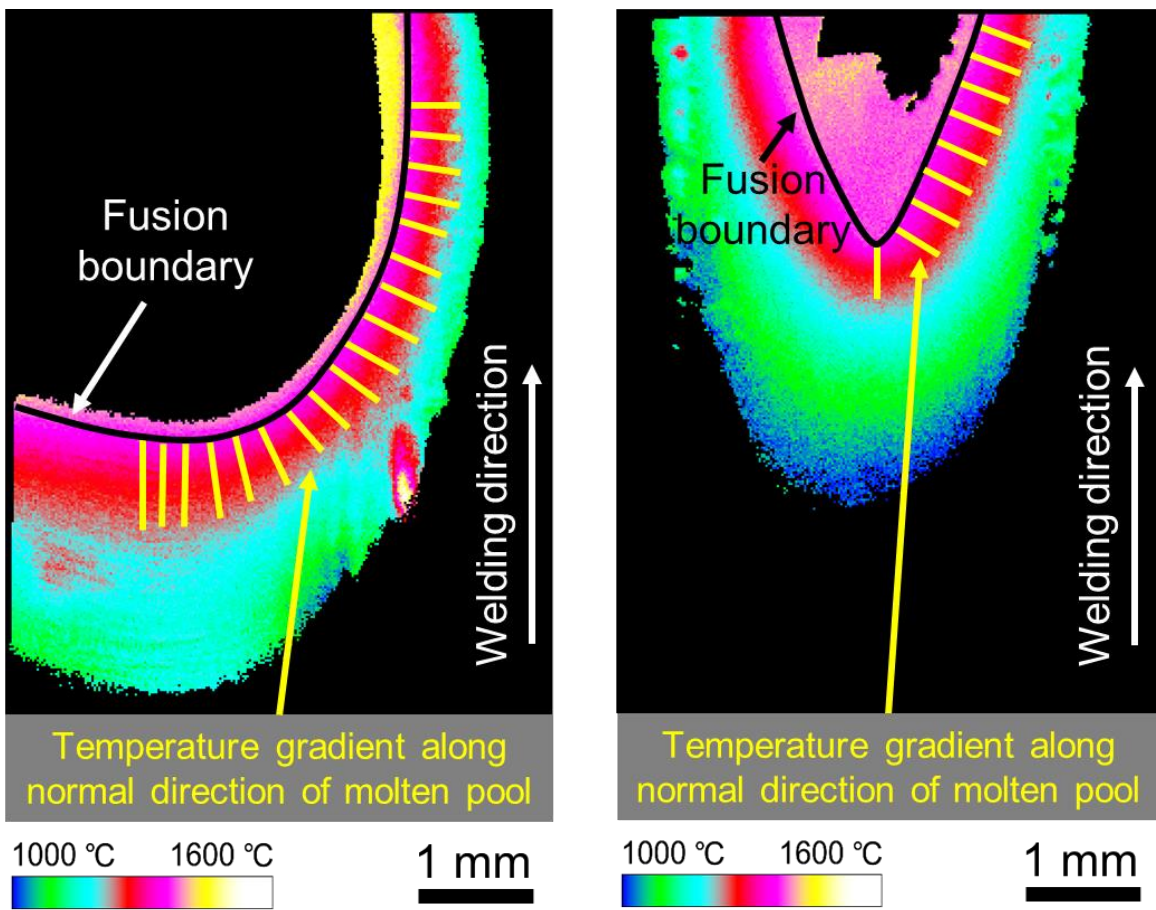 Fusion
boundary
Welding direction
Temperature gradient along
normal direction of molten pool
1000 ℃ 1600 ℃
1 mm
Fusion
boundary
Welding direction
Temperature gradient along
normal direction of molten pool
1000 ℃ 1600 ℃
1 mm